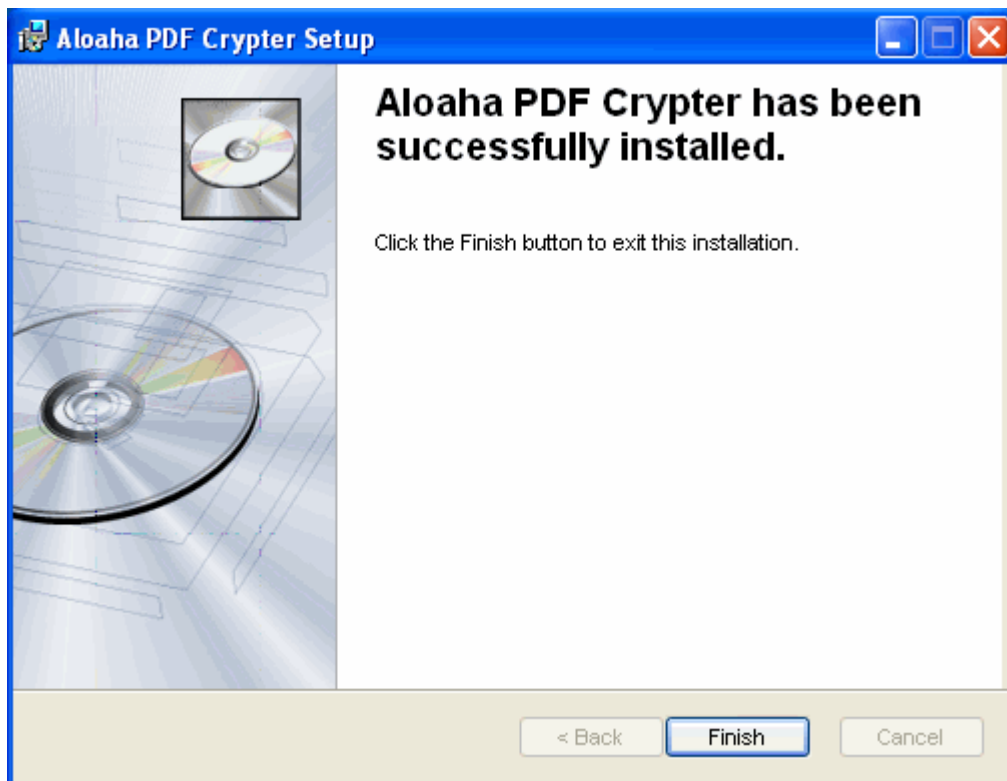 Aloaha PDF Crypter Setup
Aloaha PDF Crypter has been
successfully installed.
Click the Finish button to exit this installation.
< Back
Finish
Cancel